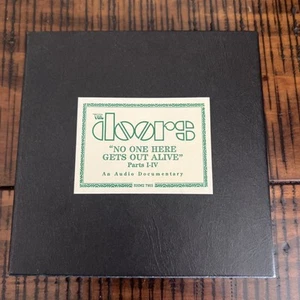 THE
doors
"NO ONE HERE
GETS OUT ALIVE"
Parts I-IV
An Audio Documentary